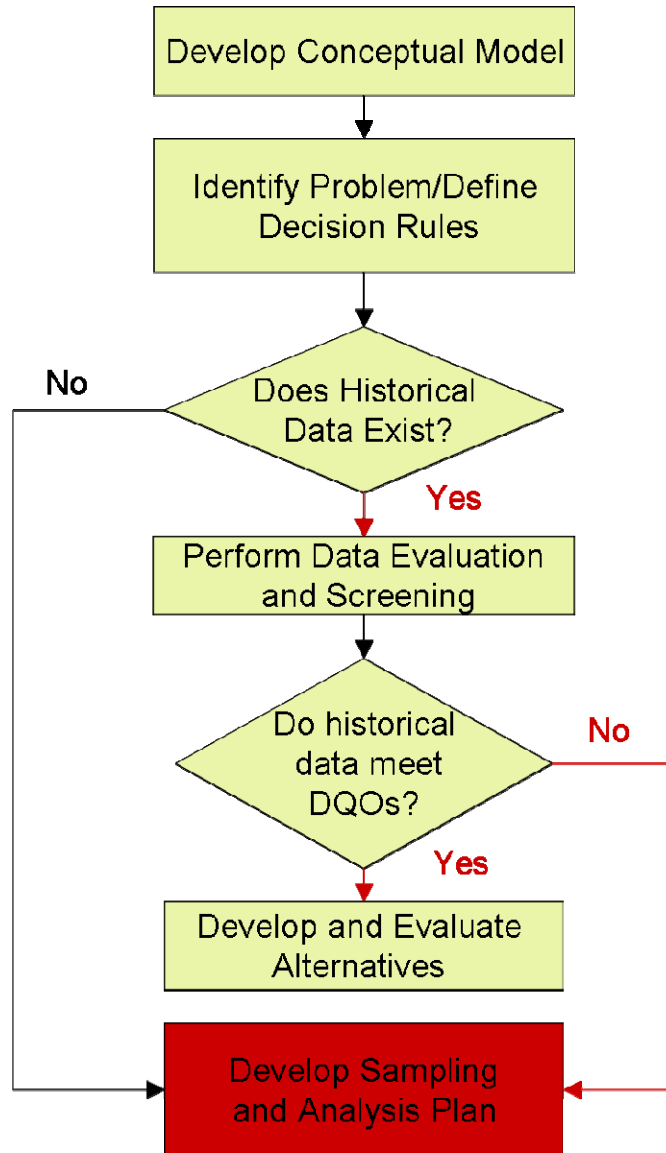 Develop Conceptual Model
Identify Problem/Define
Decision Rules
No
Does Historical
Data Exist?
Yes
Perform Data Evaluation
and Screening
Do historical
data meet
DQOs?
No
Yes
Develop and Evaluate
Alternatives
Develop Sampling
and Analysis Plan